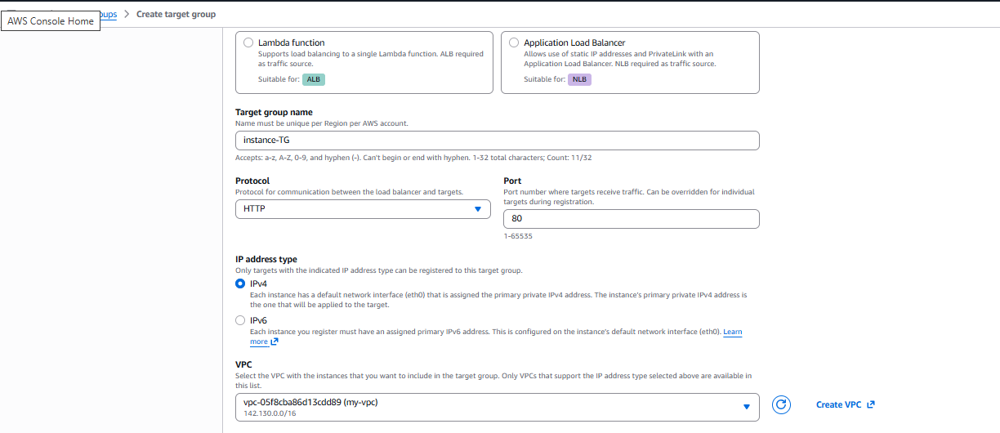 AWS Console Home
oups > Create target group
Lambda function
Supports load balancing to a single Lambda function. ALB required
as traffic source.
Suitable for: ALB
Application Load Balancer
Allows use of static IP addresses and PrivateLink with an
Application Load Balancer. NLB required as traffic source.
Suitable for: NLB
Target group name
Name must be unique per Region per AWS account.
instance-TG
Accepts: a-z, A-Z, 0-9, and hyphen (-). Can't begin or end with hyphen. 1-32 total characters; Count: 11/32
Protocol
Protocol for communication between the load balancer and targets.
HTTP
Port
Port number where targets receive traffic. Can be overridden for individual
targets during registration.
80
1-65535
IP address type
Only targets with the indicated IP address type can be registered to this target group.
IPv4
Each instance has a default network interface (eth0) that is assigned the primary private IPv4 address. The instance's primary private IPv4 address is
the one that will be applied to the target.
IPv6
Each instance you register must have an assigned primary IPv6 address. This is configured on the instance's default network interface (eth0). Learn
more
VPC
Select the VPC with the instances that you want to include in the target group. Only VPCs that support the IP address type selected above are available in
this list.
vpc-05f8cba86d13cdd89 (my-vpc)
142.130.0.0/16
Create VPC